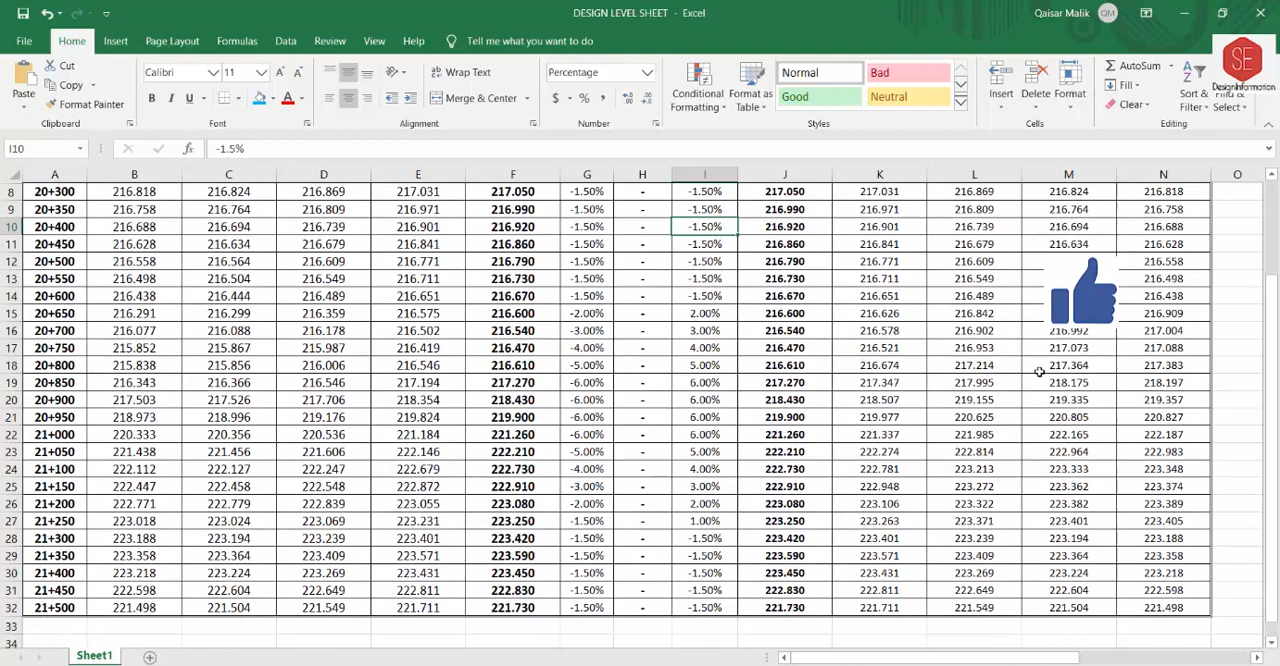 DESIGN LEVEL SHEET - Excel
Qaisar Malik QM
File Home Insert Page Layout Formulas Data Review View Help Tell me what you want to do
SE
DesignInformation
Paste
Cut
Copy
Format Painter
Calibri 11 A A
B I U A
Wrap Text
Merge & Center
Percentage
$ % ,
Conditional Formatting
Format as Table
Normal Bad
Good Neutral
Insert Delete Format
AutoSum
Fill
Clear
Sort & Filter
Find & Select
Clipboard Font Alignment Number Styles Cells Editing
I10 fx -1.5%
A B C D E F G H I J K L M N O
8 20+300 216.818 216.824 216.869 217.031 217.050 -1.50% - -1.50% 217.050 217.031 216.869 216.824 216.818
9 20+350 216.758 216.764 216.809 216.971 216.990 -1.50% - -1.50% 216.990 216.971 216.809 216.764 216.758
10 20+400 216.688 216.694 216.739 216.901 216.920 -1.50% - -1.50% 216.920 216.901 216.739 216.694 216.688
11 20+450 216.628 216.634 216.679 216.841 216.860 -1.50% - -1.50% 216.860 216.841 216.679 216.634 216.628
12 20+500 216.558 216.564 216.609 216.771 216.790 -1.50% - -1.50% 216.790 216.771 216.609 216.558
13 20+550 216.498 216.504 216.549 216.711 216.730 -1.50% - -1.50% 216.730 216.711 216.549 216.498
14 20+600 216.438 216.444 216.489 216.651 216.670 -1.50% - -1.50% 216.670 216.651 216.489 216.438
15 20+650 216.291 216.299 216.359 216.575 216.600 -2.00% - 2.00% 216.600 216.626 216.842 216.909
16 20+700 216.077 216.088 216.178 216.502 216.540 -3.00% - 3.00% 216.540 216.578 216.902 216.992 217.004
17 20+750 215.852 215.867 215.987 216.419 216.470 -4.00% - 4.00% 216.470 216.521 216.953 217.073 217.088
18 20+800 215.838 215.856 216.006 216.546 216.610 -5.00% - 5.00% 216.610 216.674 217.214 217.364 217.383
19 20+850 216.343 216.366 216.546 217.194 217.270 -6.00% - 6.00% 217.270 217.347 217.995 218.175 218.197
20 20+900 217.503 217.526 217.706 218.354 218.430 -6.00% - 6.00% 218.430 218.507 219.155 219.335 219.357
21 20+950 218.973 218.996 219.176 219.824 219.900 -6.00% - 6.00% 219.900 219.977 220.625 220.805 220.827
22 21+000 220.333 220.356 220.536 221.184 221.260 -6.00% - 6.00% 221.260 221.337 221.985 222.165 222.187
23 21+050 221.438 221.456 221.606 222.146 222.210 -5.00% - 5.00% 222.210 222.274 222.814 222.964 222.983
24 21+100 222.112 222.127 222.247 222.679 222.730 -4.00% - 4.00% 222.730 222.781 223.213 223.333 223.348
25 21+150 222.447 222.458 222.548 222.872 222.910 -3.00% - 3.00% 222.910 222.948 223.272 223.362 223.374
26 21+200 222.771 222.779 222.839 223.055 223.080 -2.00% - 2.00% 223.080 223.106 223.322 223.382 223.389
27 21+250 223.018 223.024 223.069 223.231 223.250 -1.50% - 1.00% 223.250 223.263 223.371 223.401 223.405
28 21+300 223.188 223.194 223.239 223.401 223.420 -1.50% - -1.50% 223.420 223.401 223.239 223.194 223.188
29 21+350 223.358 223.364 223.409 223.571 223.590 -1.50% - -1.50% 223.590 223.571 223.409 223.364 223.358
30 21+400 223.218 223.224 223.269 223.431 223.450 -1.50% - -1.50% 223.450 223.431 223.269 223.224 223.218
31 21+450 222.598 222.604 222.649 222.811 222.830 -1.50% - -1.50% 222.830 222.811 222.649 222.604 222.598
32 21+500 221.498 221.504 221.549 221.711 221.730 -1.50% - -1.50% 221.730 221.711 221.549 221.504 221.498
33
34
Sheet1